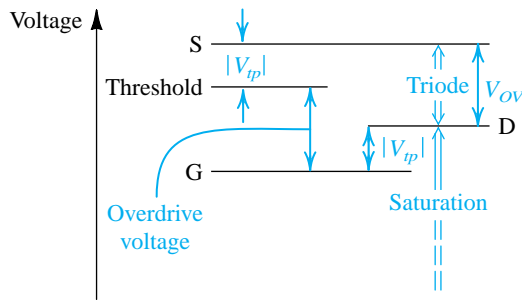 Voltage
S
|V_tp|
Threshold
Triode
V_OV
D
|V_tp|
G
Saturation
Overdrive
voltage